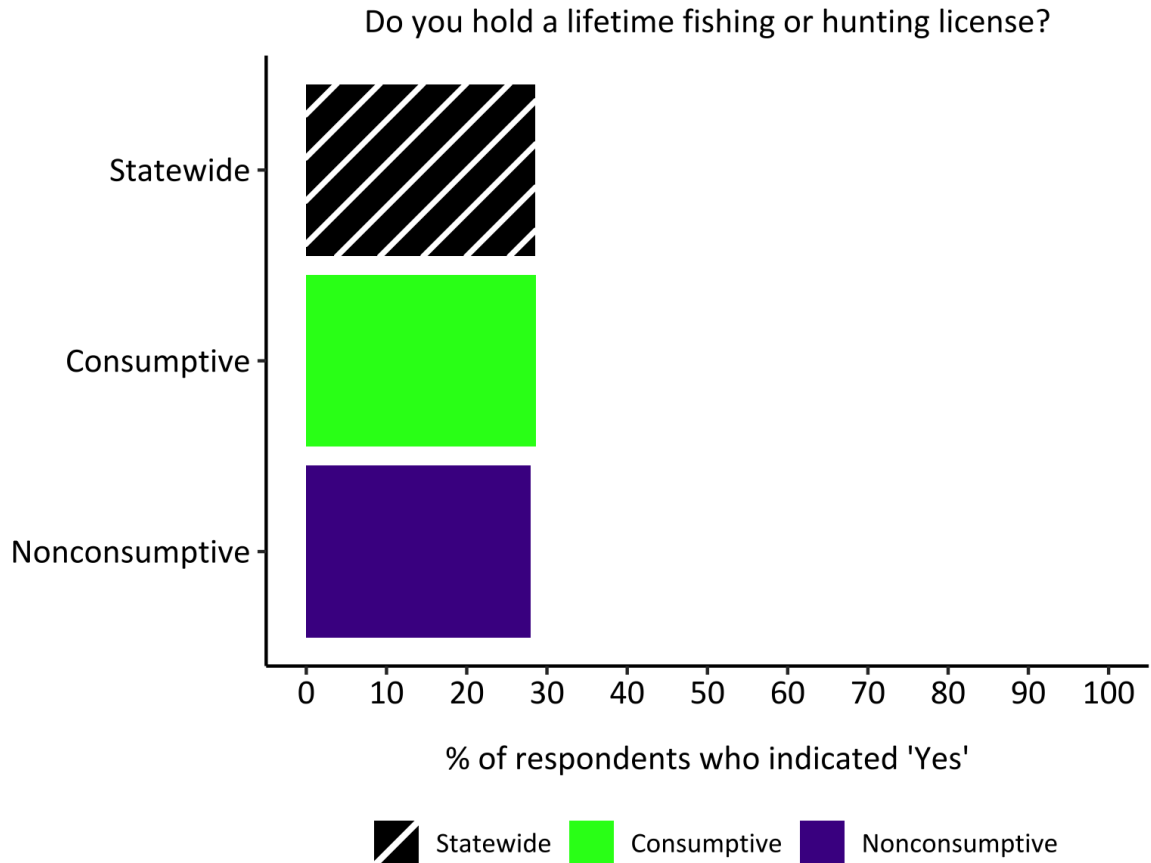 Do you hold a lifetime fishing or hunting license?
Statewide
Consumptive
Nonconsumptive
0 10 20 30 40 50 60 70 80 90 100
% of respondents who indicated 'Yes'
Statewide Consumptive Nonconsumptive